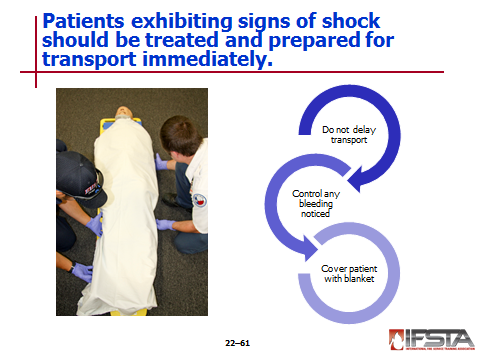 Patients exhibiting signs of shock
should be treated and prepared for
transport immediately.
Do not delay
transport
Control any
bleeding
noticed
Cover patient
with blanket
22–61
IFSTA
INTERNATIONAL FIRE SERVICE TRAINING ASSOCIATION